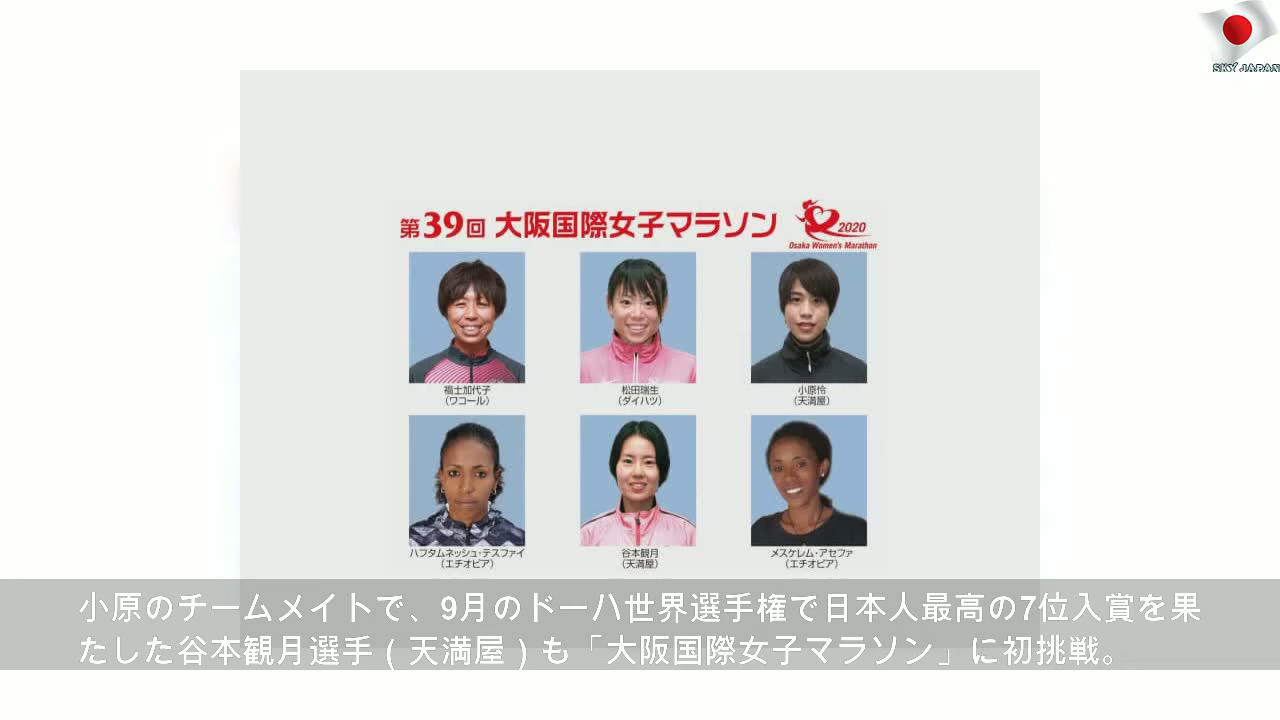 SKY JAPAN
第39回 大阪国際女子マラソン
2020
Osaka Women's Marathon
福士加代子
（ワコール）
松田瑞生
（ダイハツ）
小原怜
（天満屋）
ハフタムネッシュ・テスファイ
（エチオピア）
谷本観月
（天満屋）
メスケレム・アセファ
（エチオピア）
小原のチームメイトで、9月のドーハ世界選手権で日本人最高の7位入賞を果
たした谷本観月選手（天満屋）も「大阪国際女子マラソン」に初挑戦。